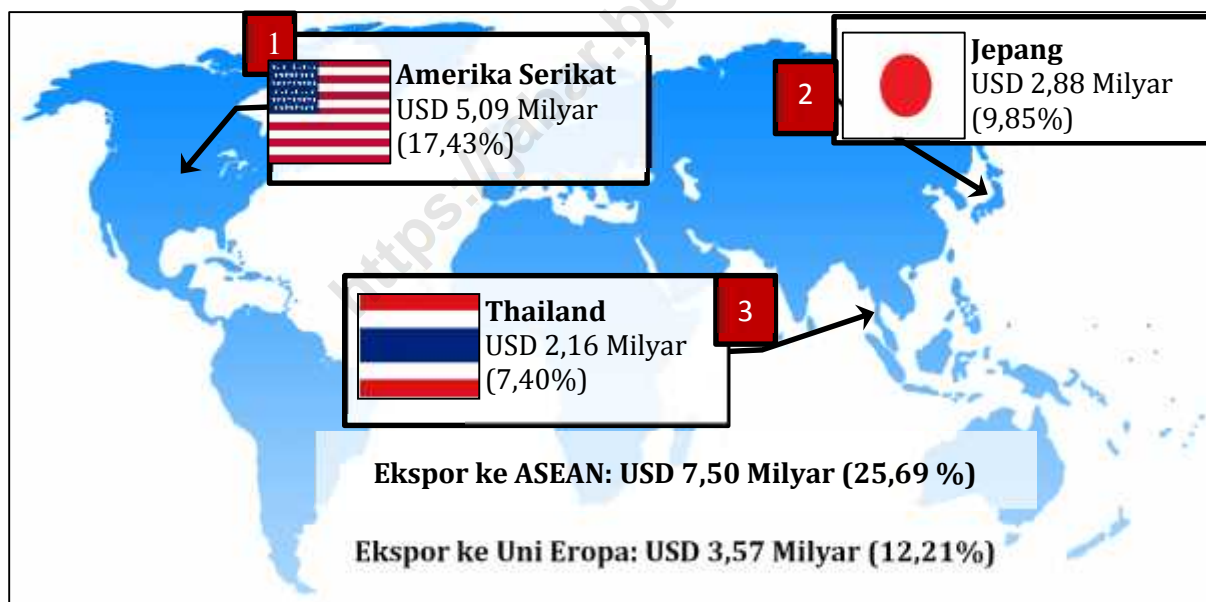 1
Amerika Serikat
USD 5,09 Milyar
(17,43%)
2
Jepang
USD 2,88 Milyar
(9,85%)
3
Thailand
USD 2,16 Milyar
(7,40%)
Ekspor ke ASEAN: USD 7,50 Milyar (25,69 %)
Ekspor ke Uni Eropa: USD 3,57 Milyar (12,21%)